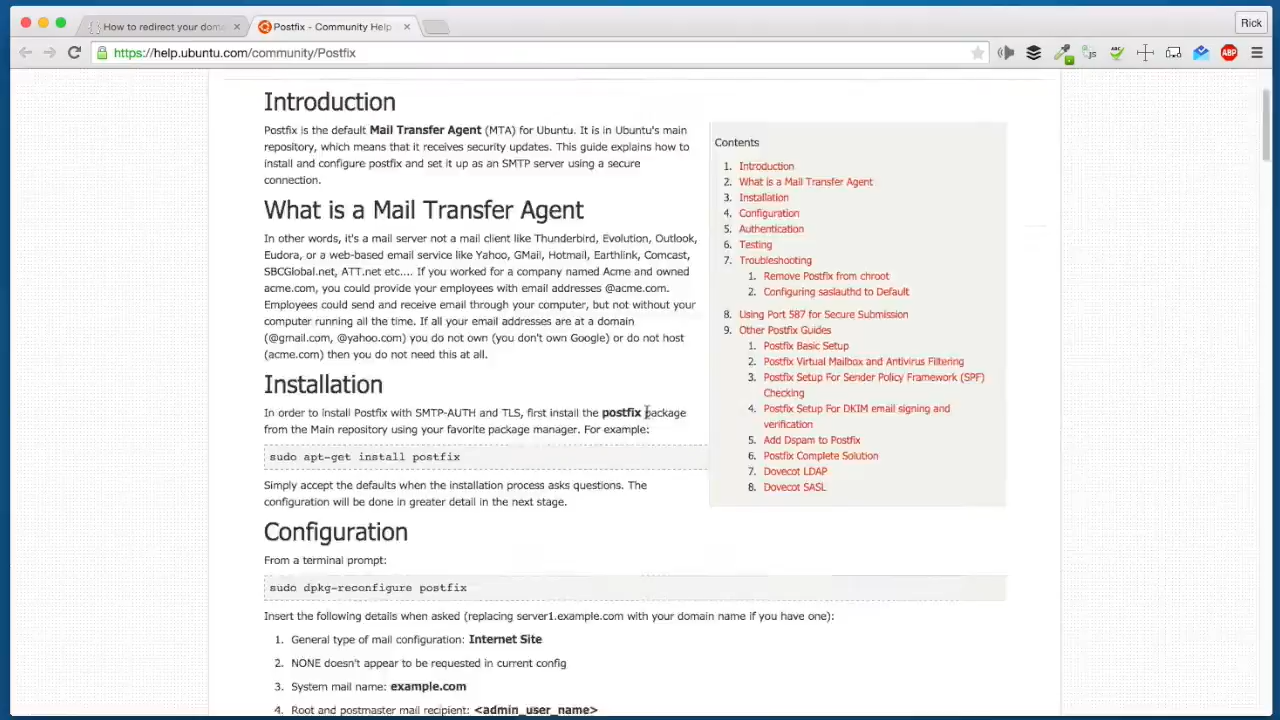 How to redirect your dom
Postfix - Community Help
Rick
https://help.ubuntu.com/community/Postfix
ABP
Introduction
Postfix is the default Mail Transfer Agent (MTA) for Ubuntu. It is in Ubuntu's main
repository, which means that it receives security updates. This guide explains how to
install and configure postfix and set it up as an SMTP server using a secure
connection.
What is a Mail Transfer Agent
In other words, it's a mail server not a mail client like Thunderbird, Evolution, Outlook,
Eudora, or a web-based email service like Yahoo, GMail, Hotmail, Earthlink, Comcast,
SBCGlobal.net, ATT.net etc.... If you worked for a company named Acme and owned
acme.com, you could provide your employees with email addresses @acme.com.
Employees could send and receive email through your computer, but not without your
computer running all the time. If all your email addresses are at a domain
(@gmail.com, @yahoo.com) you do not own (you don't own Google) or do not host
(acme.com) then you do not need this at all.
Installation
In order to install Postfix with SMTP-AUTH and TLS, first install the postfix package
from the Main repository using your favorite package manager. For example:
sudo apt-get install postfix
Simply accept the defaults when the installation process asks questions. The
configuration will be done in greater detail in the next stage.
Configuration
From a terminal prompt:
sudo dpkg-reconfigure postfix
Insert the following details when asked (replacing server1.example.com with your domain name if you have one):
1. General type of mail configuration: Internet Site
2. NONE doesn't appear to be requested in current config
3. System mail name: example.com
4. Root and postmaster mail recipient: <admin_user_name>
Contents
1. Introduction
2. What is a Mail Transfer Agent
3. Installation
4. Configuration
5. Authentication
6. Testing
7. Troubleshooting
1. Remove Postfix from chroot
2. Configuring saslauthd to Default
8. Using Port 587 for Secure Submission
9. Other Postfix Guides
1. Postfix Basic Setup
2. Postfix Virtual Mailbox and Antivirus Filtering
3. Postfix Setup For Sender Policy Framework (SPF)
Checking
4. Postfix Setup For DKIM email signing and
verification
5. Add Dspam to Postfix
6. Postfix Complete Solution
7. Dovecot LDAP
8. Dovecot SASL